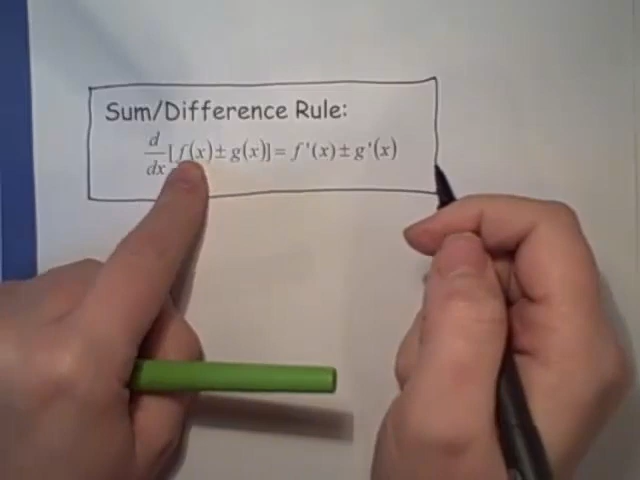 Sum/Difference Rule:
d/dx [f(x) ± g(x)] = f'(x) ± g'(x)